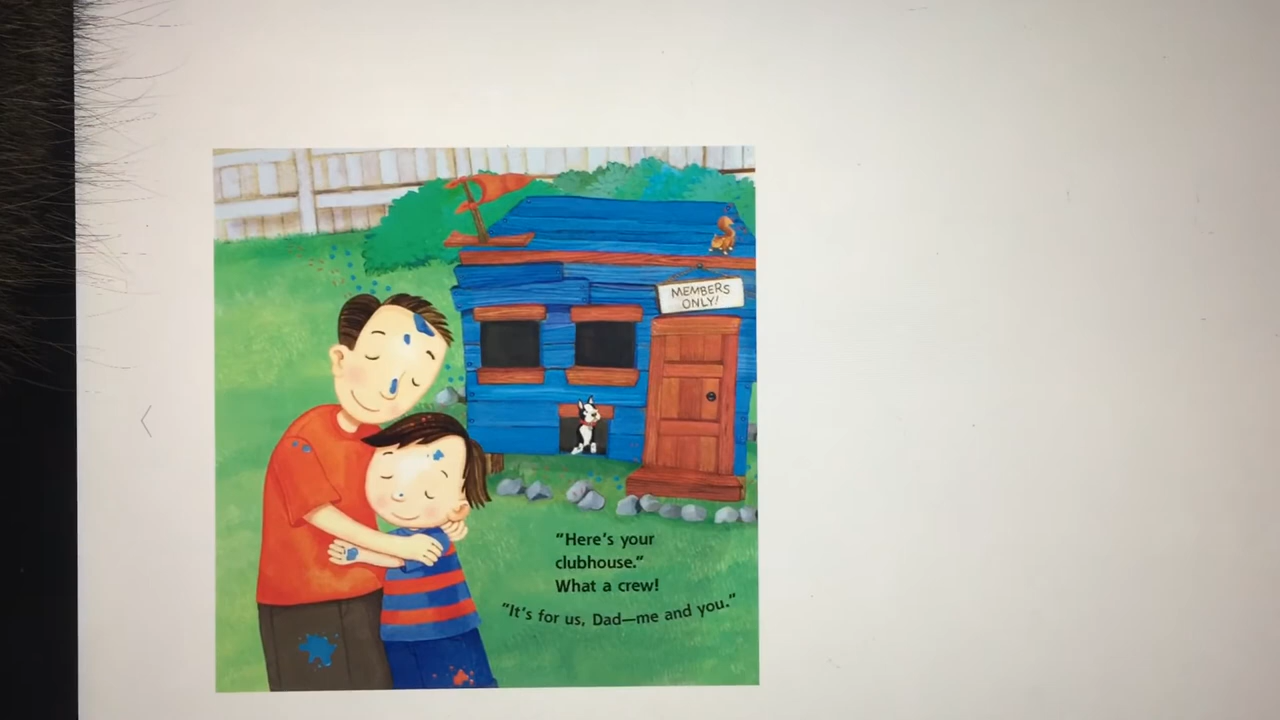 MEMBERS
ONLY!
"Here's your
clubhouse."
What a crew!
"It's for us, Dad—me and you."